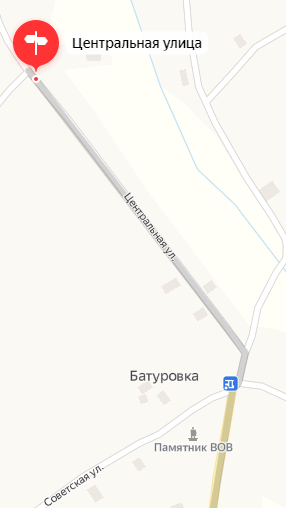 Центральная улица
Центральная ул.
Батуровка
Памятник ВОВ
Советская ул.